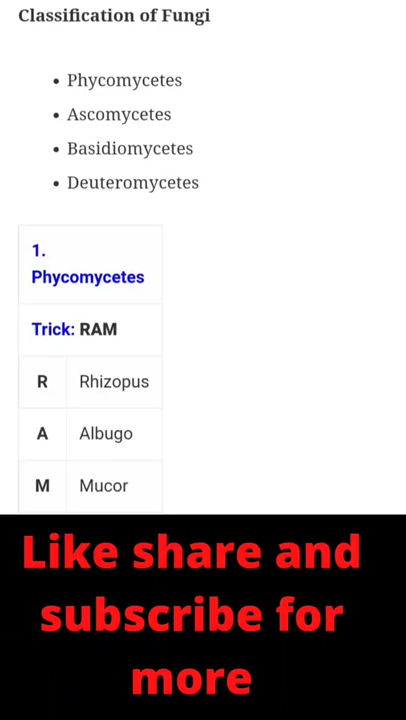 Classification of Fungi
• Phycomycetes
• Ascomycetes
• Basidiomycetes
• Deuteromycetes
1.
Phycomycetes
Trick: RAM
R Rhizopus
A Albugo
M Mucor
Like share and
subscribe for
more